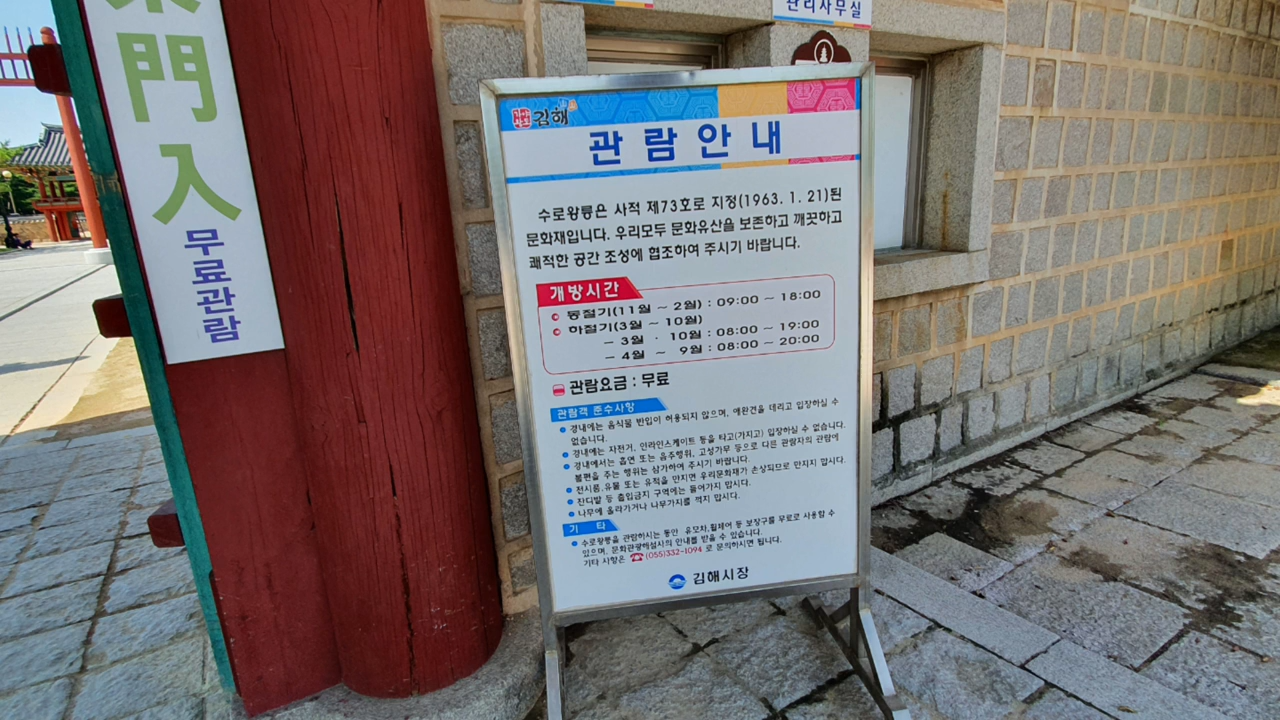 門
入
무료관람
관리사무실
김해
관 람 안 내
수로왕릉은 사적 제73호로 지정(1963. 1. 21)된
문화재입니다. 우리모두 문화유산을 보존하고 깨끗하고
쾌적한 공간 조성에 협조하여 주시기 바랍니다.
개방시간
동절기(11월 ~ 2월) : 09:00 ~ 18:00
하절기(3월 ~ 10월)
- 3월 · 10월 : 08:00 ~ 19:00
- 4월 ~ 9월 : 08:00 ~ 20:00
관람요금 : 무료
관람객 준수사항
경내에는 음식물 반입이 허용되지 않으며, 애완견을 데리고 입장하실 수
없습니다.
경내에는 자전거, 인라인스케이트 등을 타고(가지고) 입장하실 수 없습니다.
경내에서는 흡연 또는 음주행위, 고성가무 등으로 다른 관람자의 관람에
불편을 주는 행위는 삼가하여 주시기 바랍니다.
전시품,유물 또는 유적을 만지면 우리문화재가 손상되므로 만지지 맙시다.
잔디밭 등 출입금지 구역에는 들어가지 맙시다.
나무에 올라가거나 나무가지를 꺽지 맙시다.
기 타
수로왕릉을 관람하시는 동안 유모차,휠체어 등 보장구를 무료로 사용할 수
있으며, 문화관광해설사의 안내를 받을 수 있습니다.
기타 사항은 ☎(055)332-1094 로 문의하시면 됩니다.
김해시장